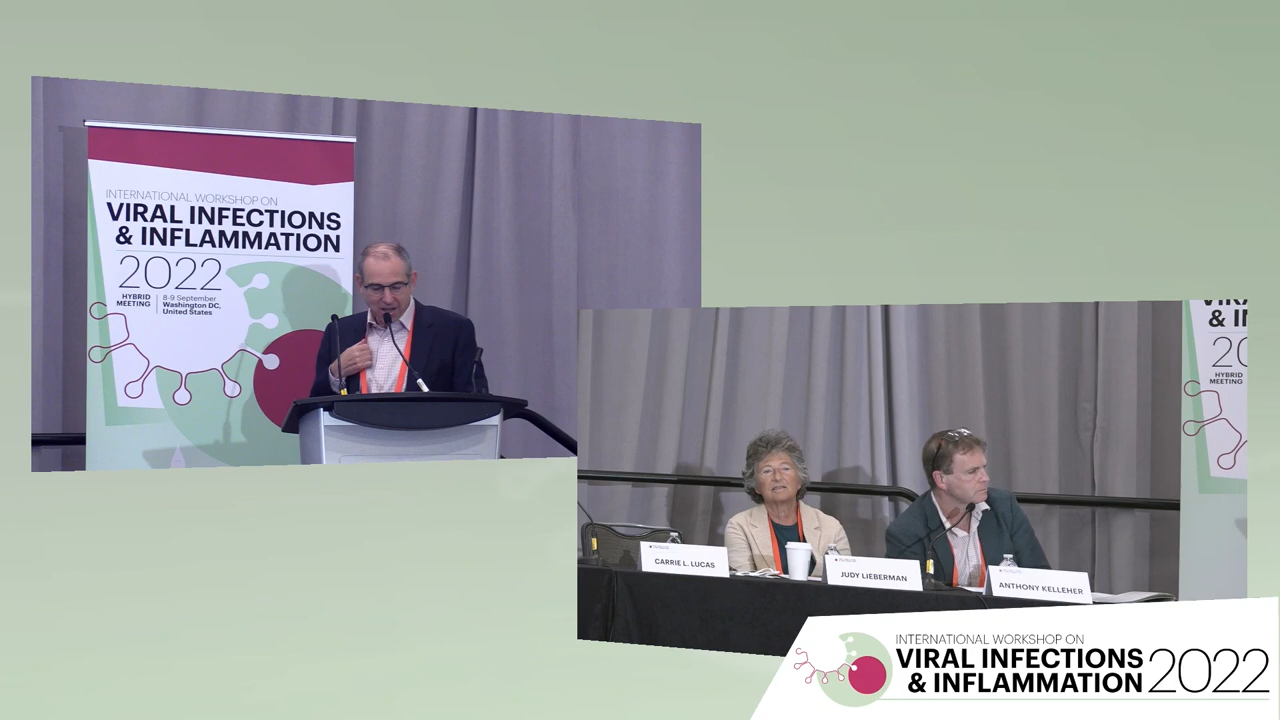 INTERNATIONAL WORKSHOP ON
VIRAL INFECTIONS
& INFLAMMATION
2022
HYBRID
MEETING
8-9 September
Washington DC,
United States
& I
20
HYBRID
MEETING
CARRIE L. LUCAS
JUDY LIEBERMAN
ANTHONY KELLEHER
INTERNATIONAL WORKSHOP ON
VIRAL INFECTIONS
& INFLAMMATION
2022